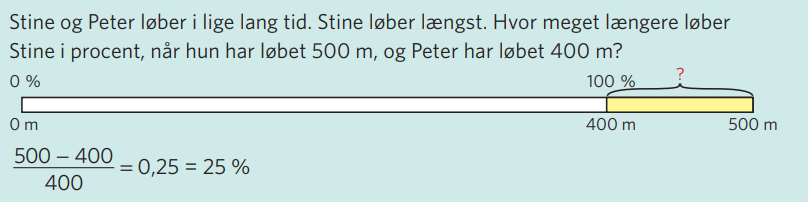 Stine og Peter løber i lige lang tid. Stine løber længst. Hvor meget længere løber
Stine i procent, når hun har løbet 500 m, og Peter har løbet 400 m?
0 % 100 % ?
0 m 400 m 500 m
500 – 400
400
= 0,25 = 25 %